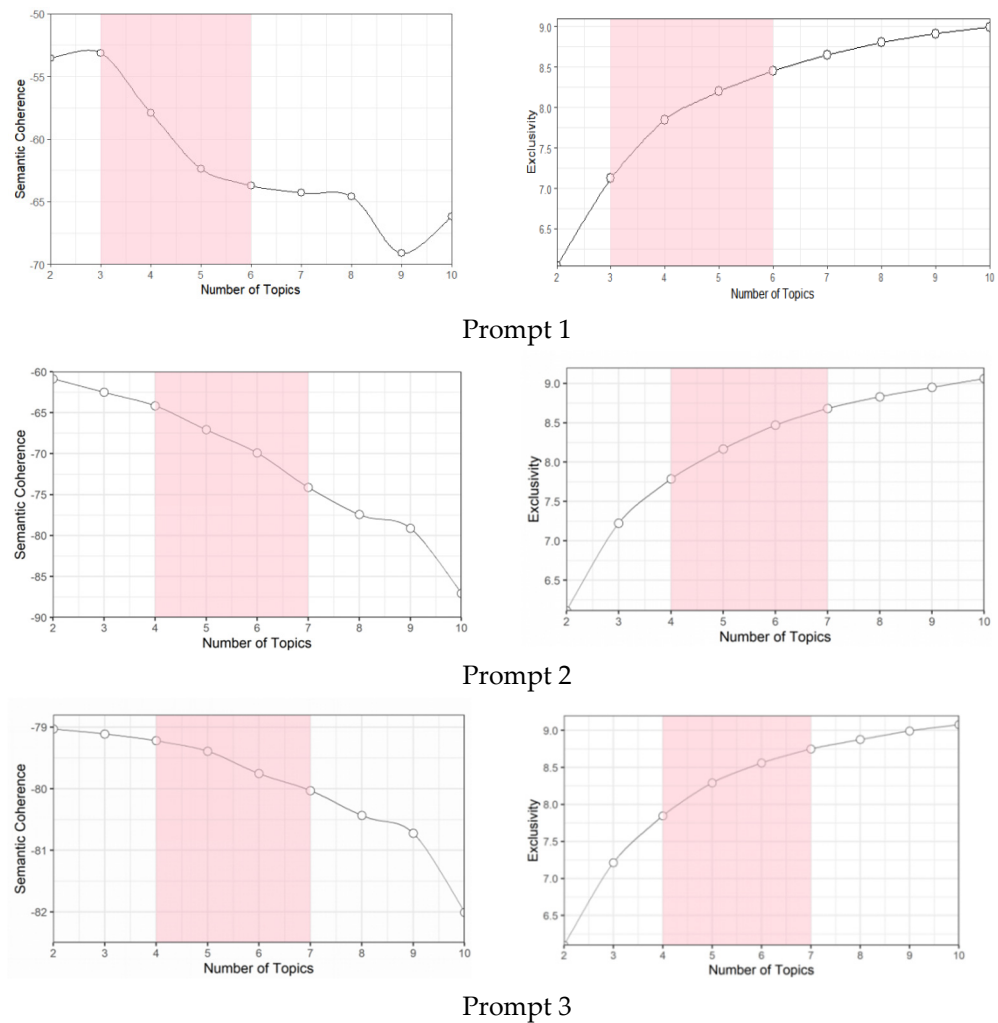 Semantic Coherence
-50
-55
-60
-65
-70
2 3 4 5 6 7 8 9 10
Number of Topics
Exclusivity
9.0
8.5
8.0
7.5
7.0
6.5
2 3 4 5 6 7 8 9 10
Number of Topics
Prompt 1
Semantic Coherence
-60
-65
-70
-75
-80
-85
-90
2 3 4 5 6 7 8 9 10
Number of Topics
Exclusivity
9.0
8.5
8.0
7.5
7.0
6.5
2 3 4 5 6 7 8 9 10
Number of Topics
Prompt 2
Semantic Coherence
-79
-80
-81
-82
2 3 4 5 6 7 8 9 10
Number of Topics
Exclusivity
9.0
8.5
8.0
7.5
7.0
6.5
2 3 4 5 6 7 8 9 10
Number of Topics
Prompt 3